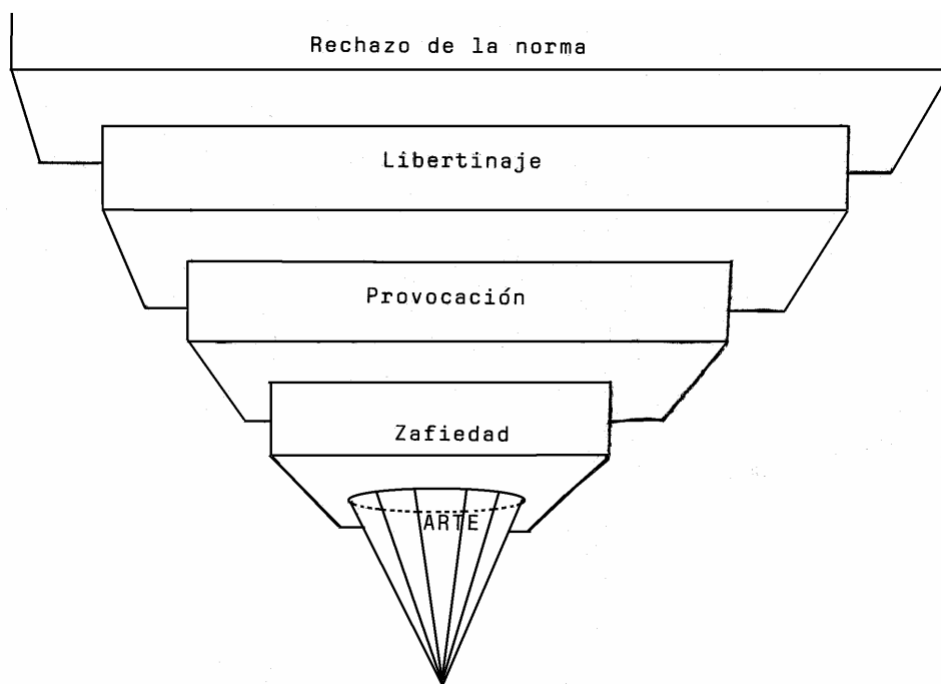 Rechazo de la norma
Libertinaje
Provocación
Zafiedad
ARTE